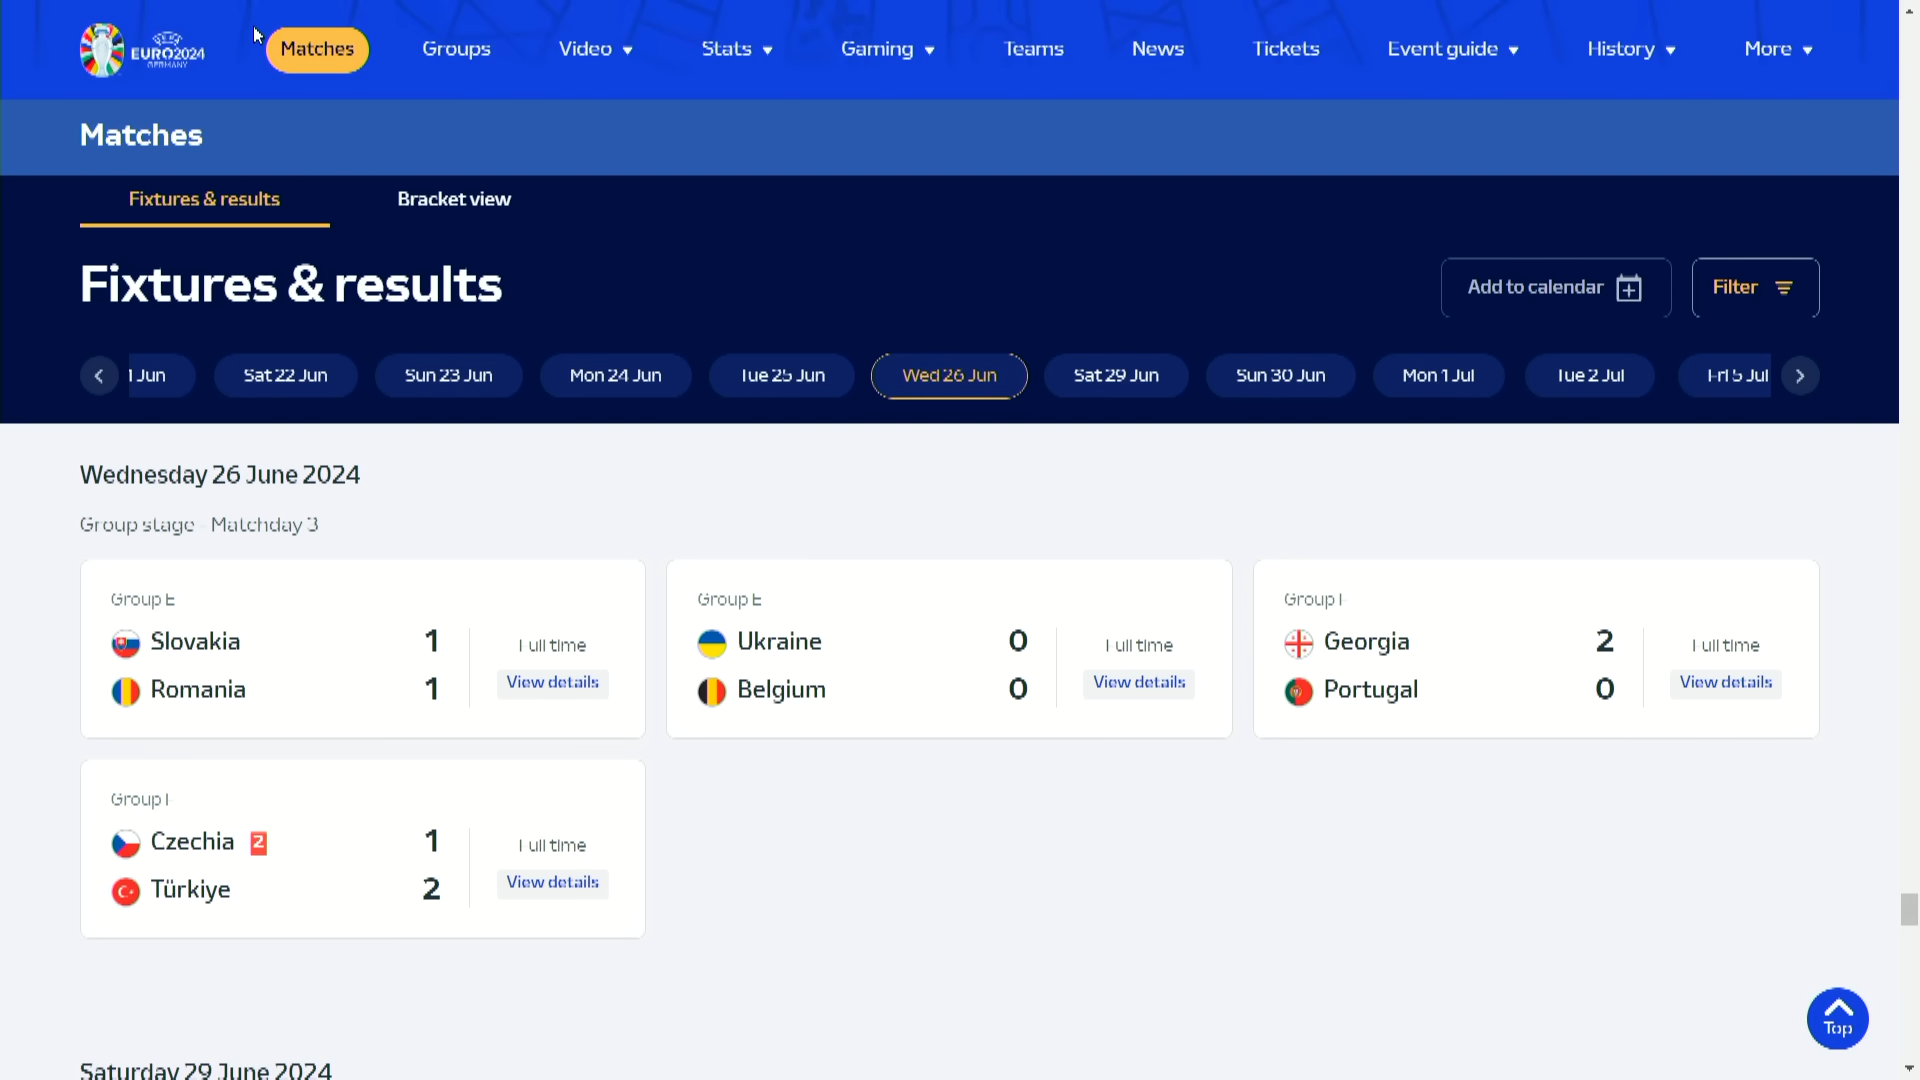 EURO2024
GERMANY
Matches Groups Video Stats Gaming Teams News Tickets Event guide History More
Matches
Fixtures & results Bracket view
Fixtures & results
Add to calendar Filter
1 Jun Sat 22 Jun Sun 23 Jun Mon 24 Jun Tue 25 Jun Wed 26 Jun Sat 29 Jun Sun 30 Jun Mon 1 Jul Tue 2 Jul Fri 5 Jul
Wednesday 26 June 2024
Group stage - Matchday 3
Group E
Slovakia 1
Romania 1
Full time
View details
Group E
Ukraine 0
Belgium 0
Full time
View details
Group F
Georgia 2
Portugal 0
Full time
View details
Group F
Czechia 2 1
Türkiye 2
Full time
View details
Top
Saturday 29 June 2024